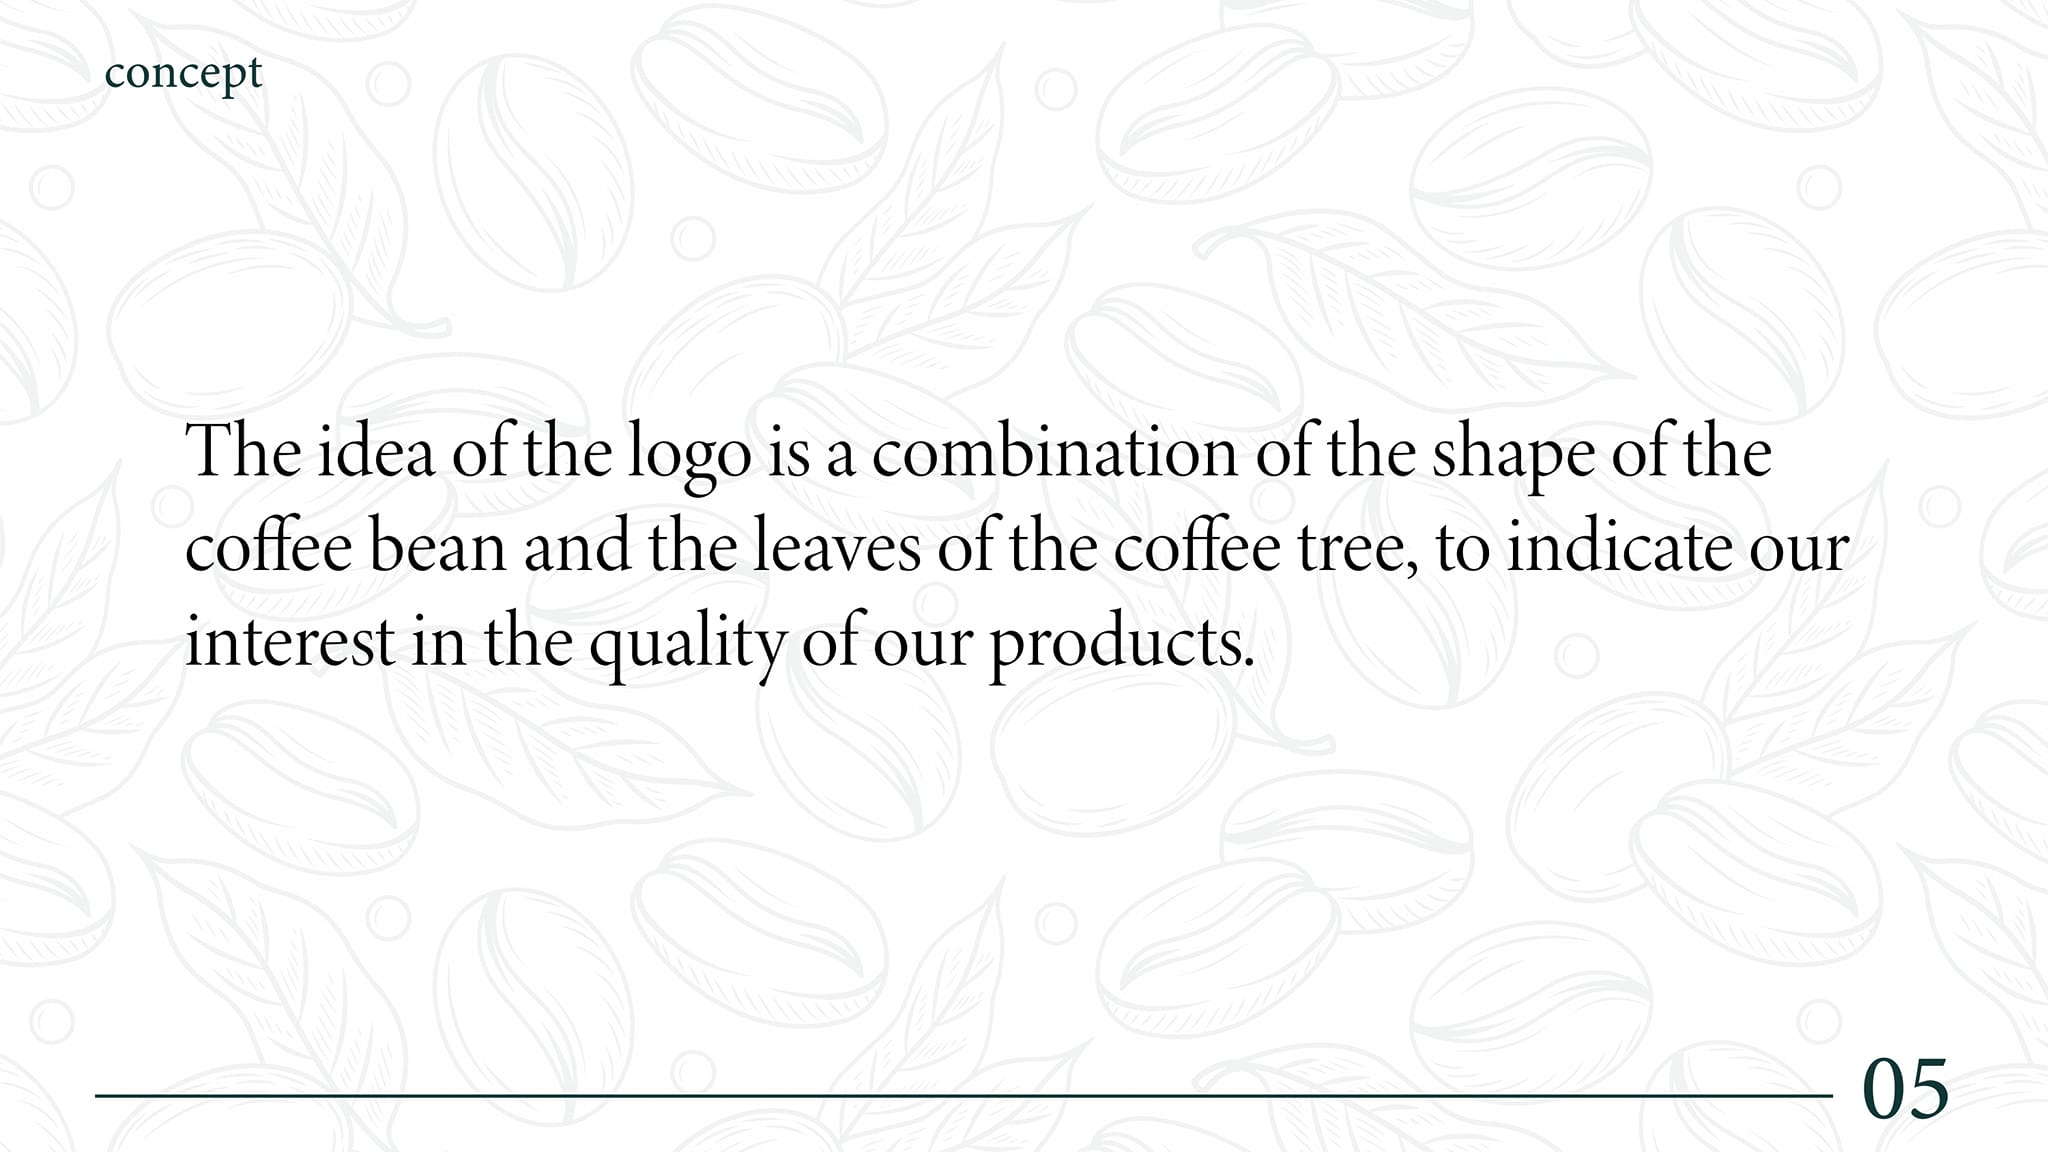 concept
The idea of the logo is a combination of the shape of the
coffee bean and the leaves of the coffee tree, to indicate our
interest in the quality of our products.
05